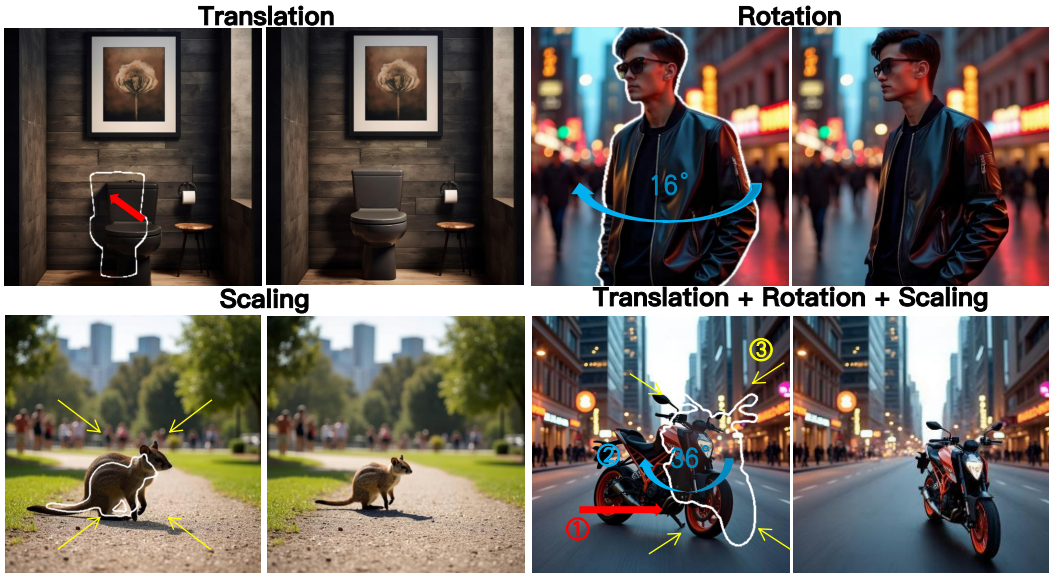 Translation
Rotation
16°
Scaling
Translation + Rotation + Scaling
③
②
36°
①